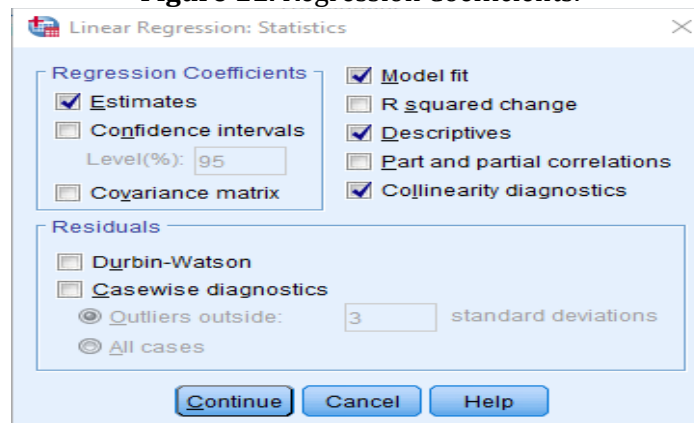 Linear Regression: Statistics
Regression Coefficients
Estimates
Confidence intervals
Level(%): 95
Covariance matrix
Model fit
R squared change
Descriptives
Part and partial correlations
Collinearity diagnostics
Residuals
Durbin-Watson
Casewise diagnostics
Outliers outside: 3 standard deviations
All cases
Continue Cancel Help